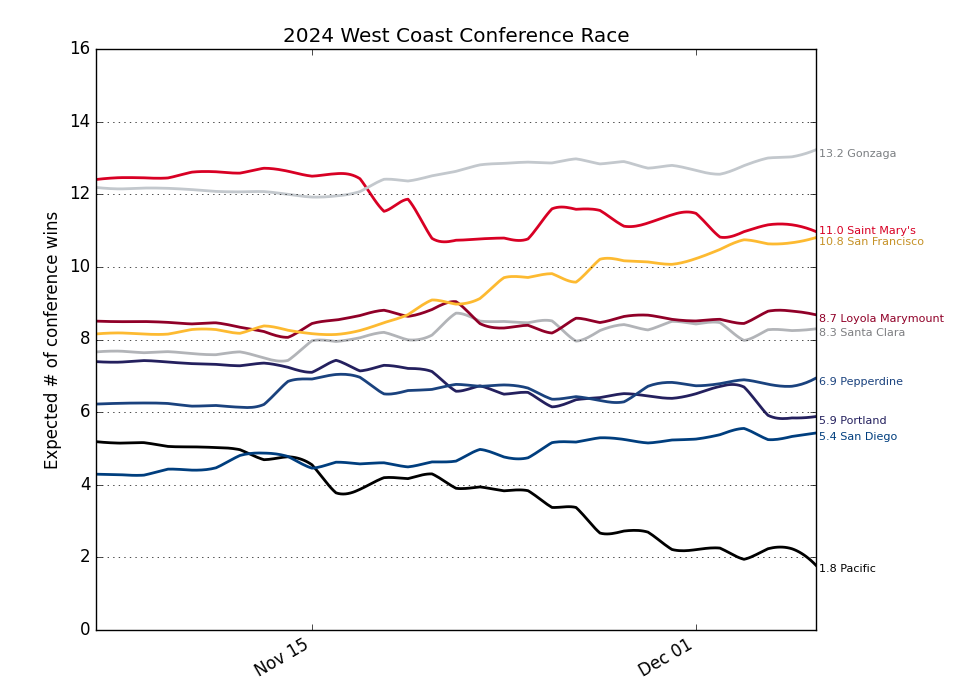 2024 West Coast Conference Race
Expected # of conference wins
16
14
12
10
8
6
4
2
0
Nov 15
Dec 01
13.2 Gonzaga
11.0 Saint Mary's
10.8 San Francisco
8.7 Loyola Marymount
8.3 Santa Clara
6.9 Pepperdine
5.9 Portland
5.4 San Diego
1.8 Pacific